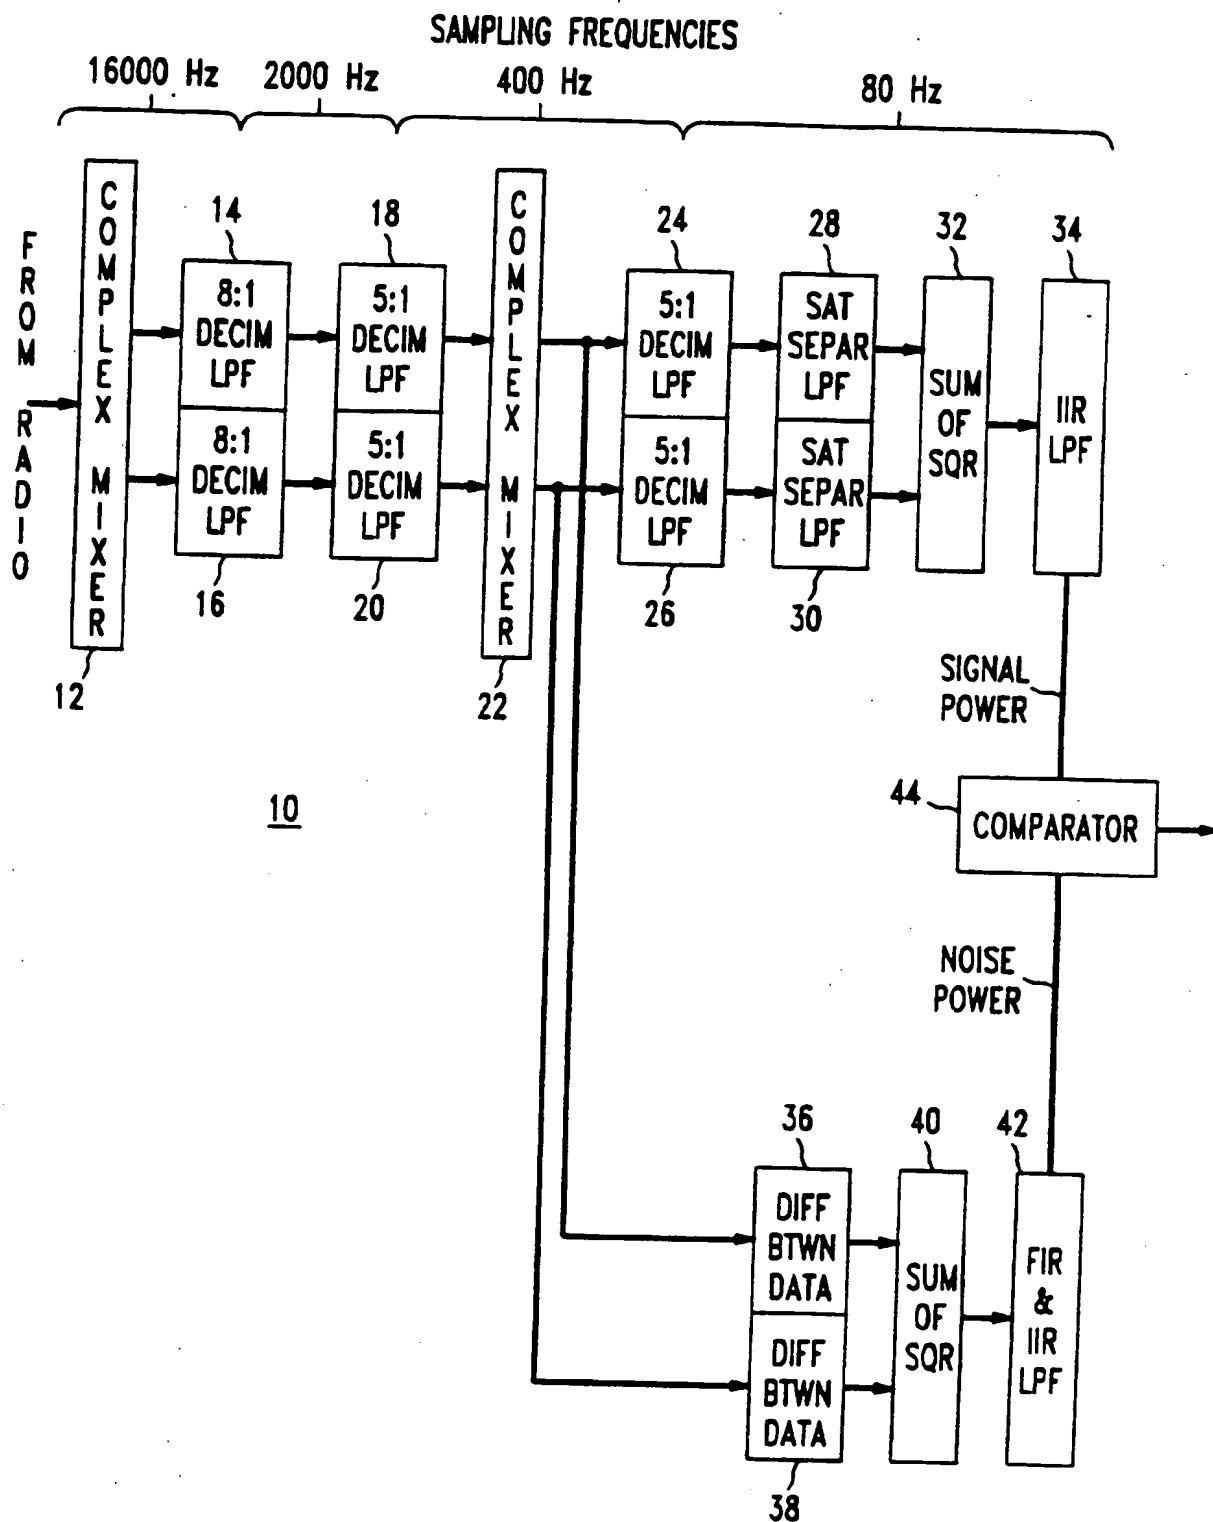 SAMPLING FREQUENCIES
16000 Hz
2000 Hz
400 Hz
80 Hz
FROM RADIO
COMPLEX MIXER
12
14
8:1
DECIM
LPF
8:1
DECIM
LPF
16
18
5:1
DECIM
LPF
5:1
DECIM
LPF
20
COMPLEX MIXER
22
24
5:1
DECIM
LPF
5:1
DECIM
LPF
26
28
SAT
SEPAR
LPF
SAT
SEPAR
LPF
30
32
SUM
OF
SQR
34
IIR
LPF
SIGNAL
POWER
10
44
COMPARATOR
NOISE
POWER
36
DIFF
BTWN
DATA
DIFF
BTWN
DATA
38
40
SUM
OF
SQR
42
FIR
&
IIR
LPF